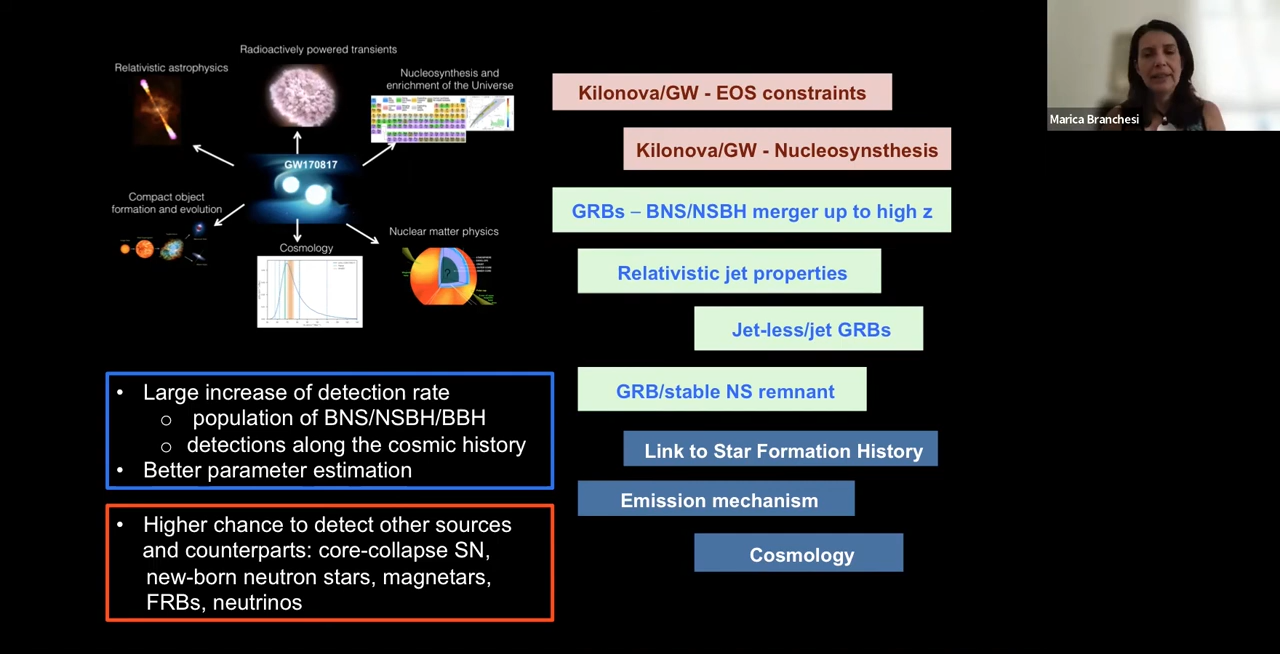 Radioactively powered transients
Relativistic astrophysics
Nucleosynthesis and
enrichment of the Universe
GW170817
Compact object
formation and evolution
Nuclear matter physics
Cosmology
• Large increase of detection rate
o population of BNS/NSBH/BBH
o detections along the cosmic history
• Better parameter estimation
• Higher chance to detect other sources
and counterparts: core-collapse SN,
new-born neutron stars, magnetars,
FRBs, neutrinos
Kilonova/GW - EOS constraints
Kilonova/GW - Nucleosynsthesis
GRBs – BNS/NSBH merger up to high z
Relativistic jet properties
Jet-less/jet GRBs
GRB/stable NS remnant
Link to Star Formation History
Emission mechanism
Cosmology
Marica Branchesi